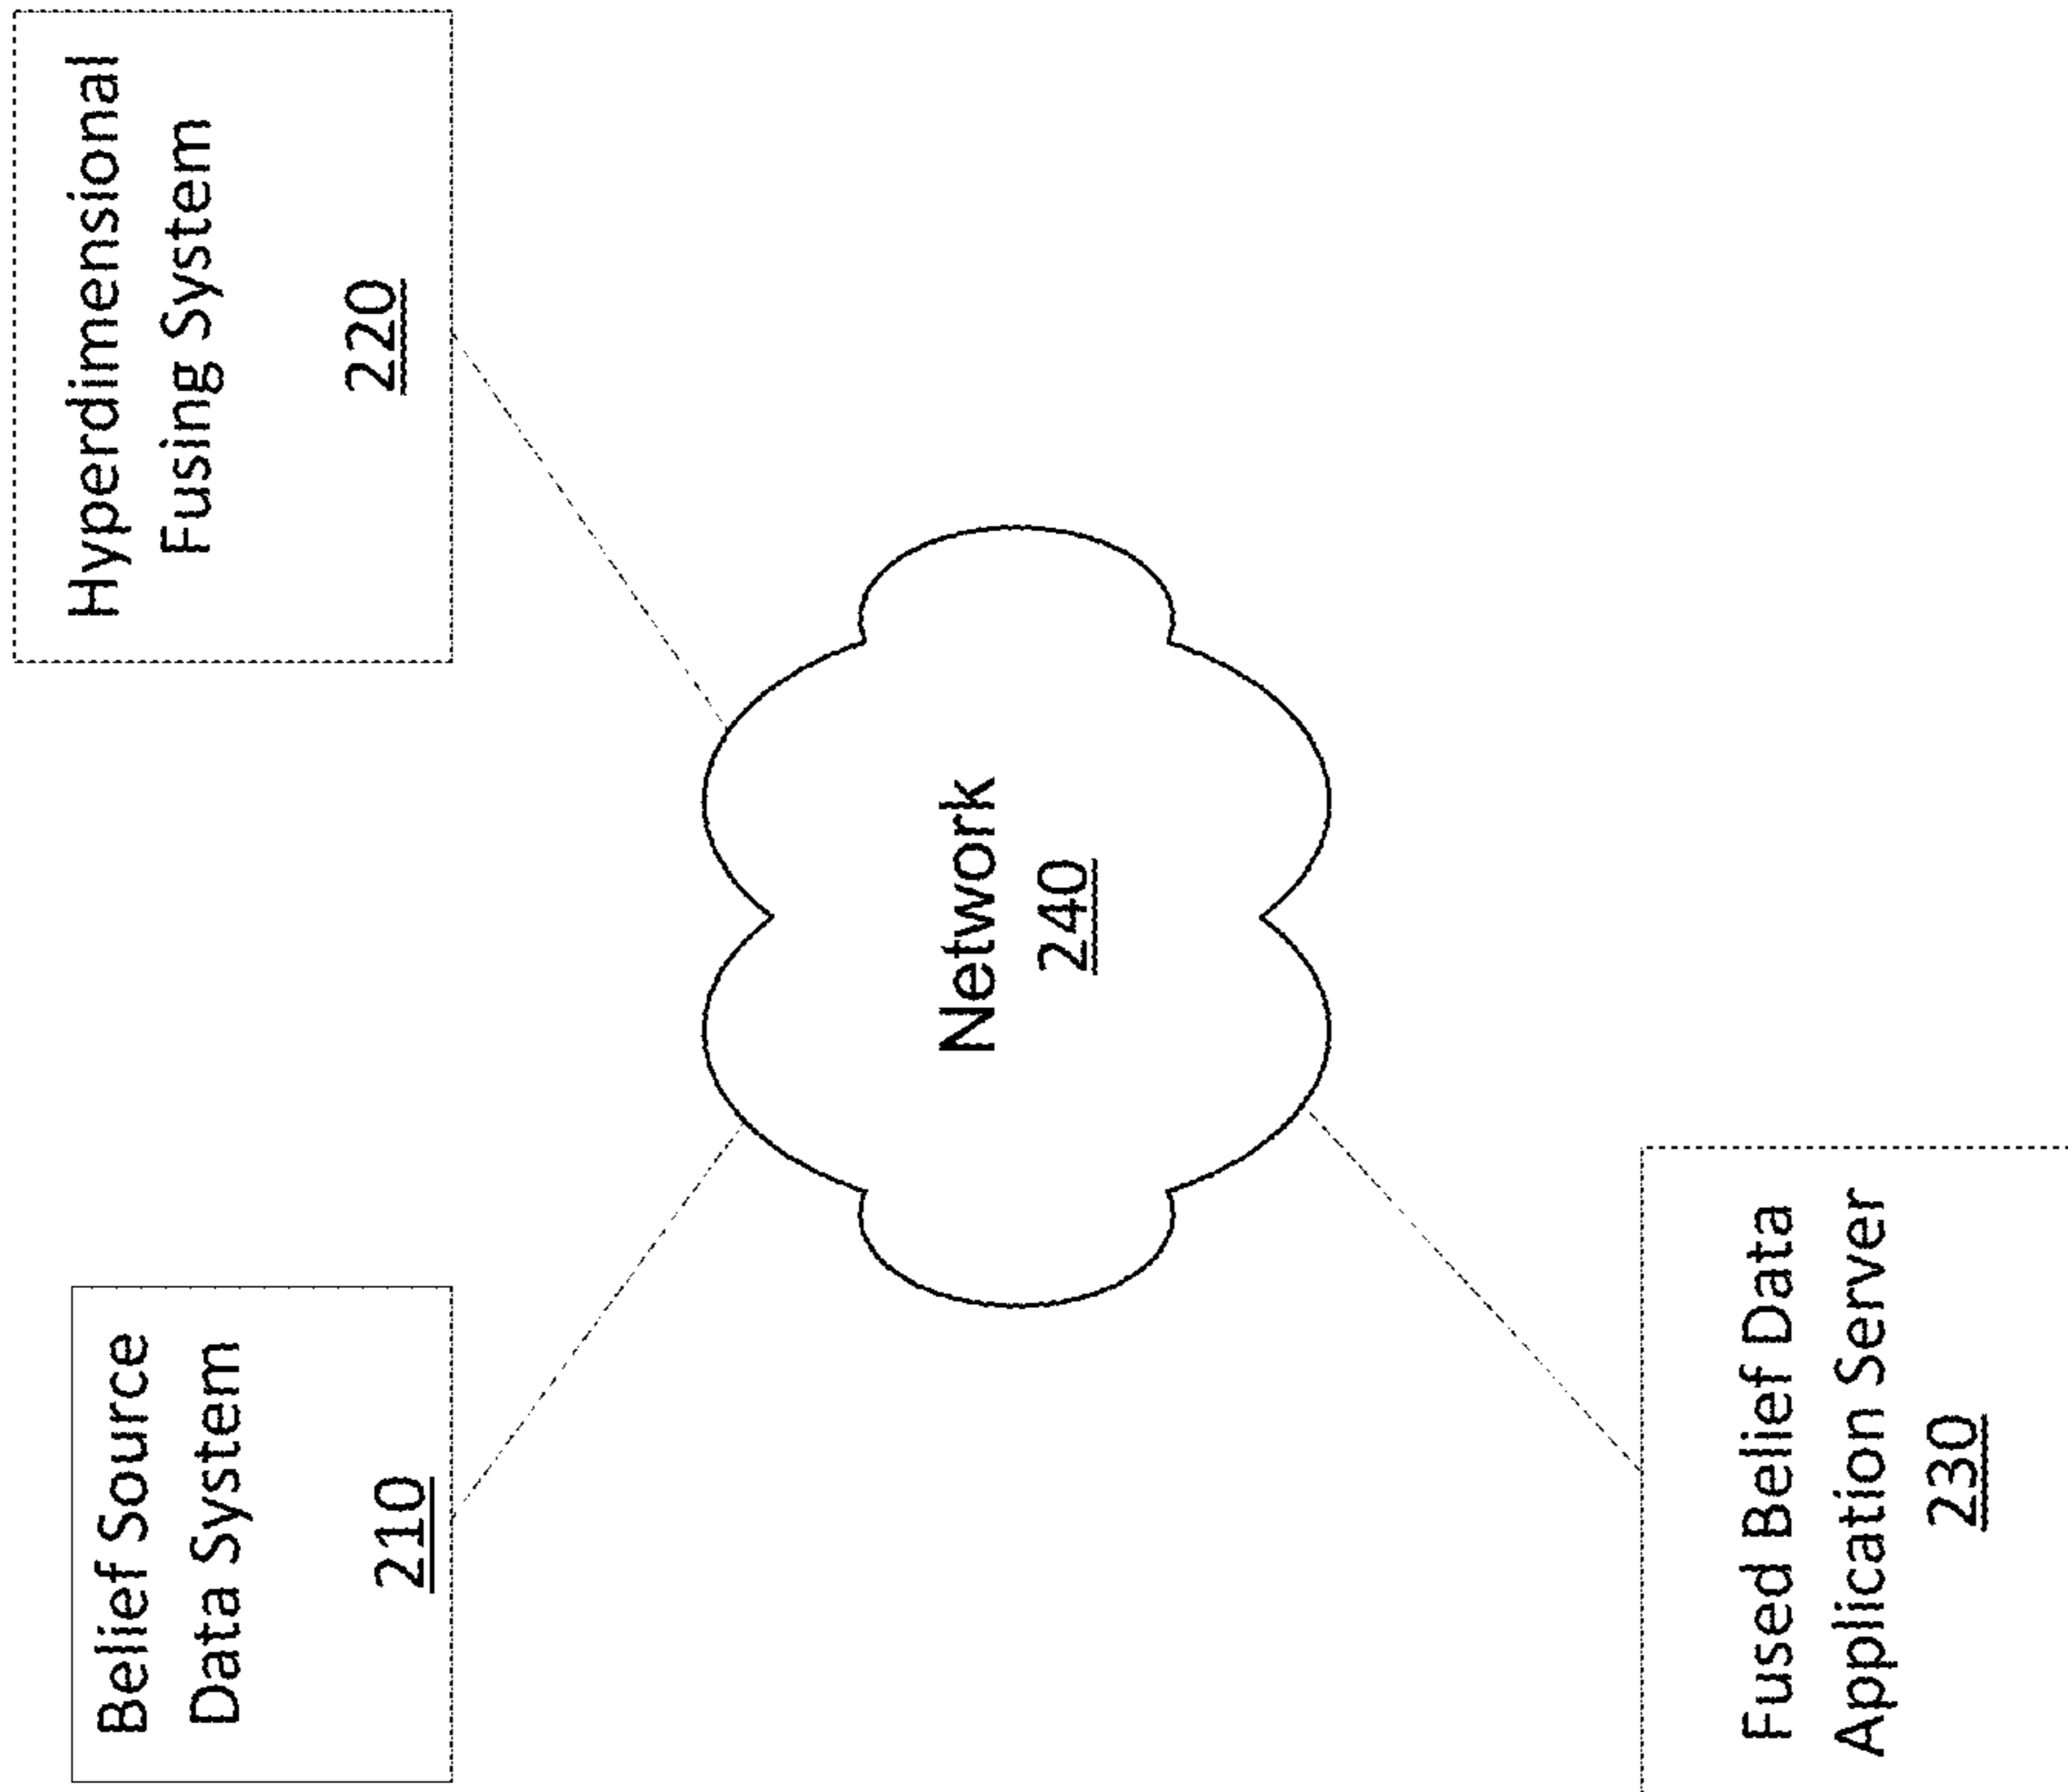 Belief Source
Data System
210
Hyperdimensional
Fusing System
220
Network
240
Fused Belief Data
Application Server
230